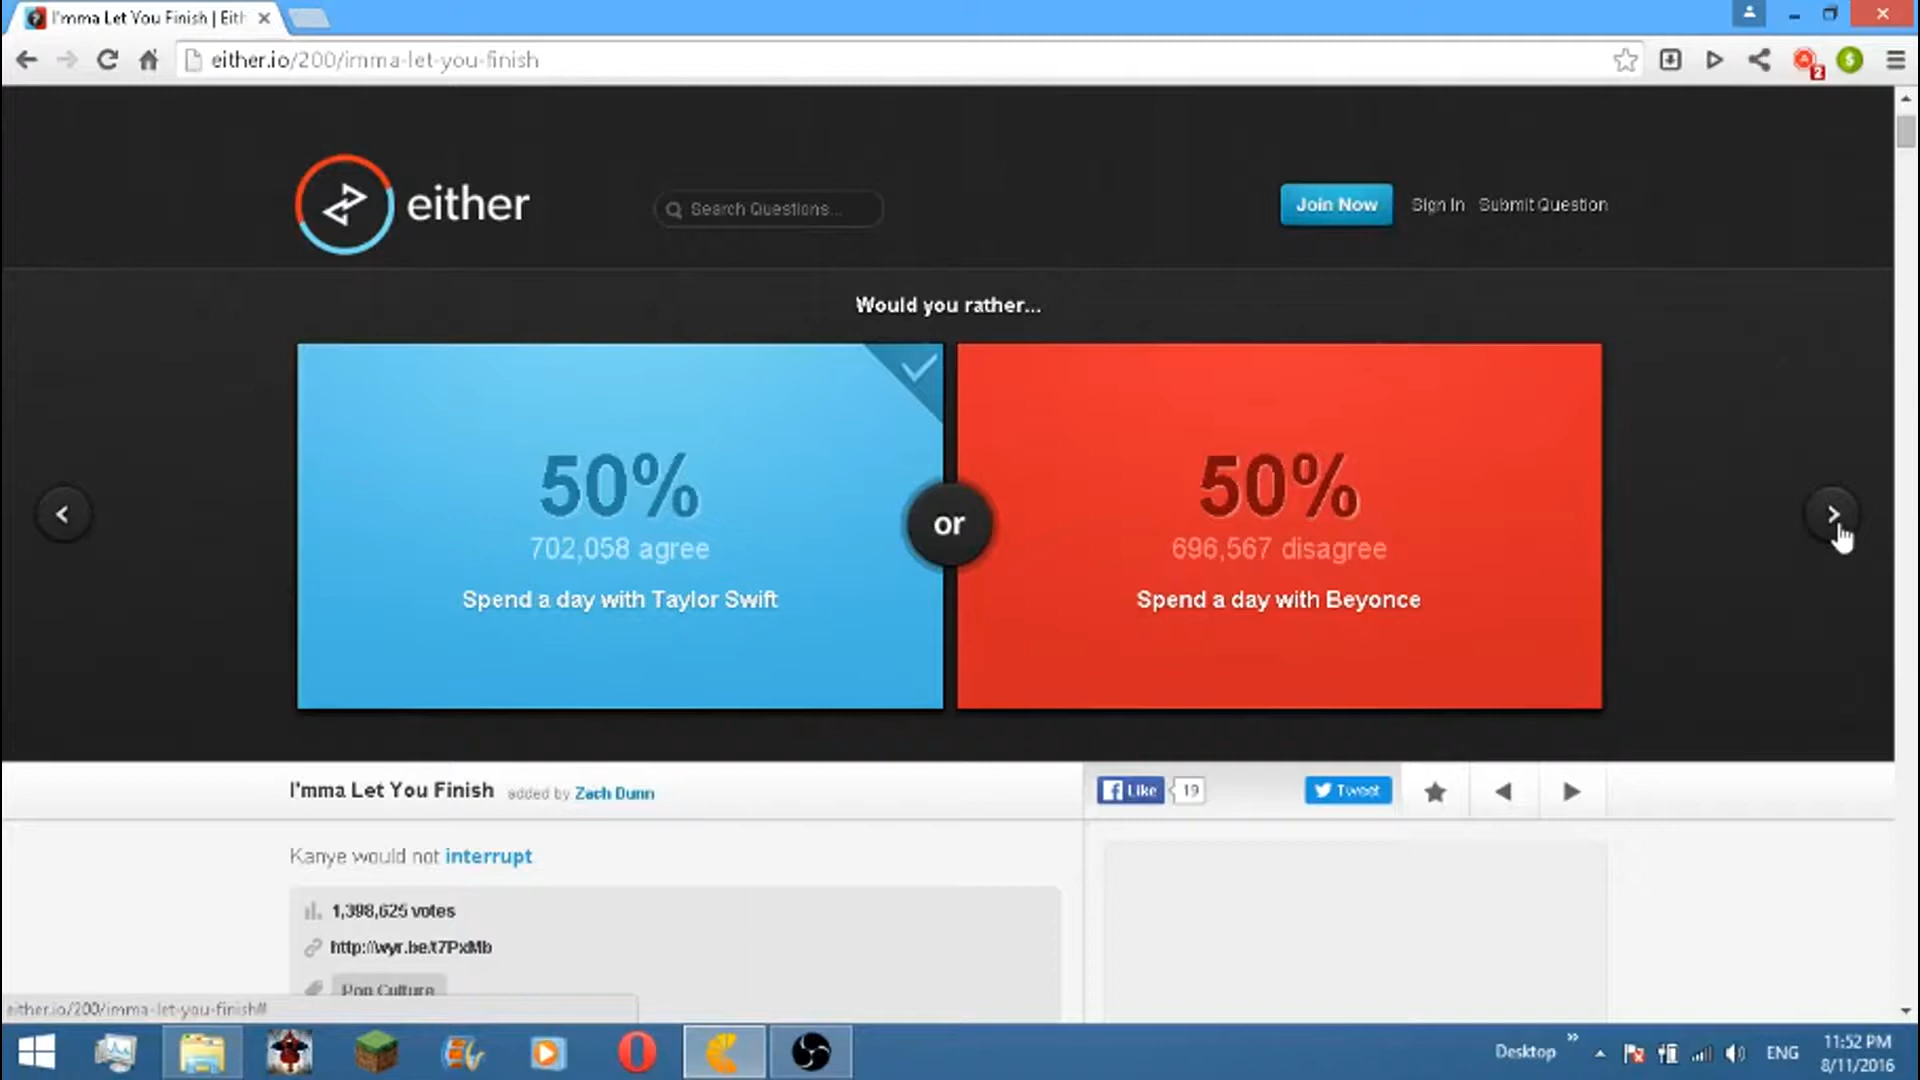 I'mma Let You Finish | Eith
either.io/200/imma-let-you-finish
2
$
either
Search Questions...
Join Now
Sign In
Submit Question
Would you rather...
50%
702,058 agree
Spend a day with Taylor Swift
or
50%
696,567 disagree
Spend a day with Beyonce
I'mma Let You Finish added by Zach Dunn
Like
19
Tweet
Kanye would not interrupt
1,398,625 votes
http://wyr.be/t7PxMb
Pop Culture
either.io/200/imma-let-you-finish#
Desktop
ENG
11:52 PM
8/11/2016